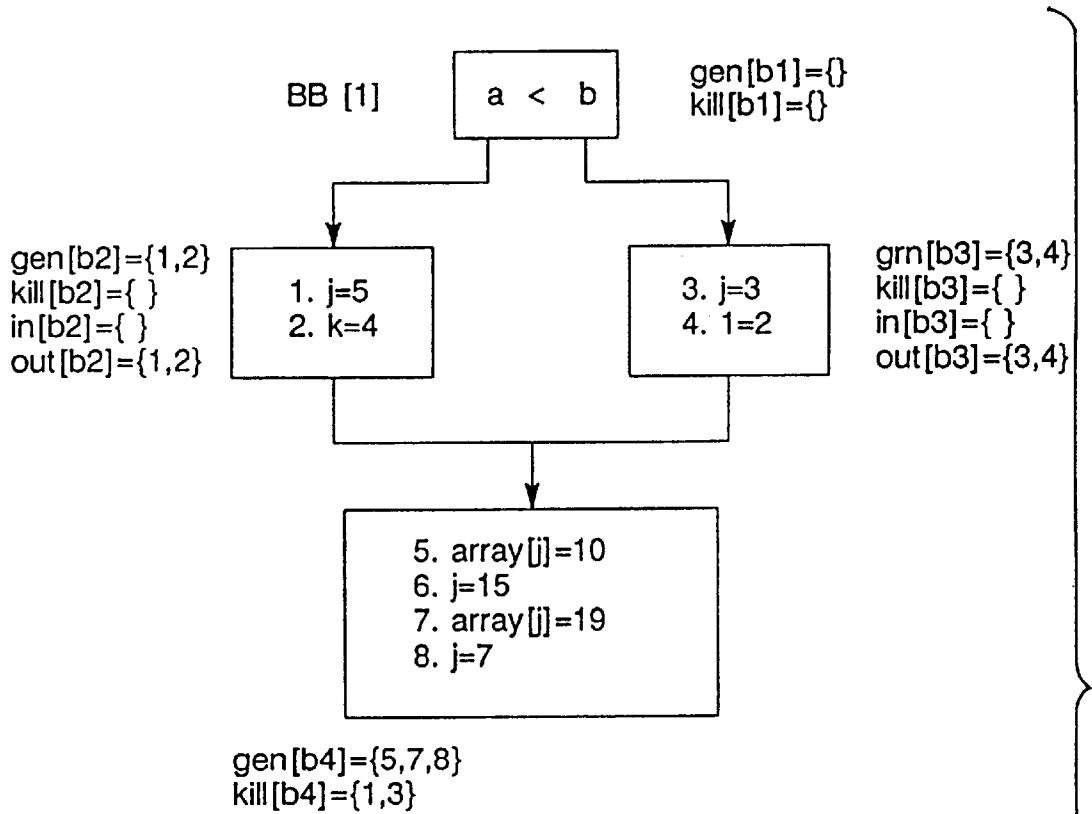 BB [1]
a < b
gen[b1]={}
kill[b1]={}
gen[b2]={1,2}
kill[b2]={ }
in[b2]={ }
out[b2]={1,2}
1. j=5
2. k=4
3. j=3
4. 1=2
grn[b3]={3,4}
kill[b3]={ }
in[b3]={ }
out[b3]={3,4}
5. array[j]=10
6. j=15
7. array[j]=19
8. j=7
gen[b4]={5,7,8}
kill[b4]={1,3}